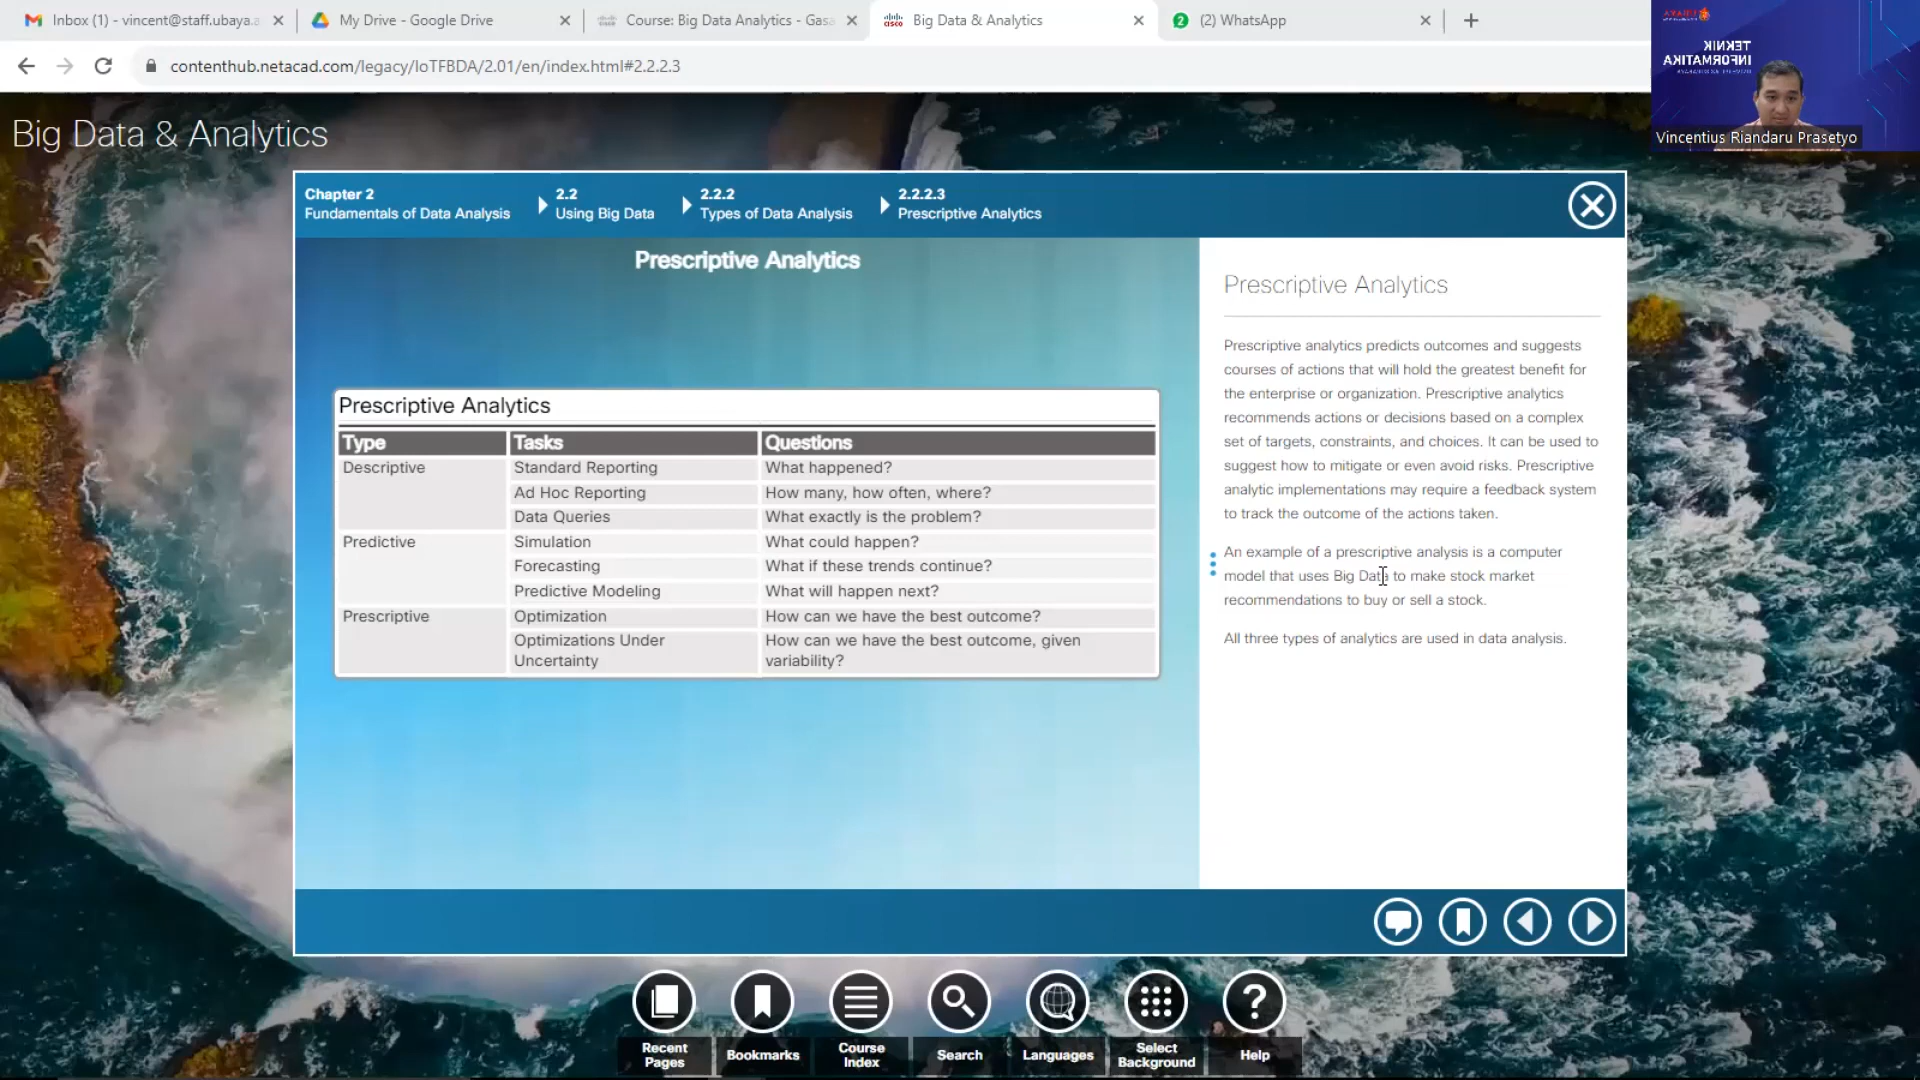 Inbox (1) - vincent@staff.ubaya.a
My Drive - Google Drive
Course: Big Data Analytics - Gasa
Big Data & Analytics
(2) WhatsApp
contenthub.netacad.com/legacy/IoTFBDA/2.01/en/index.html#2.2.2.3
TEKNIK
INFORMATIKA
Vincentius Riandaru Prasetyo
Big Data & Analytics
Chapter 2
Fundamentals of Data Analysis
2.2
Using Big Data
2.2.2
Types of Data Analysis
2.2.2.3
Prescriptive Analytics
Prescriptive Analytics
Prescriptive Analytics
Type Tasks Questions
Descriptive Standard Reporting What happened?
Ad Hoc Reporting How many, how often, where?
Data Queries What exactly is the problem?
Predictive Simulation What could happen?
Forecasting What if these trends continue?
Predictive Modeling What will happen next?
Prescriptive Optimization How can we have the best outcome?
Optimizations Under How can we have the best outcome, given
Uncertainty variability?
Prescriptive Analytics
Prescriptive analytics predicts outcomes and suggests
courses of actions that will hold the greatest benefit for
the enterprise or organization. Prescriptive analytics
recommends actions or decisions based on a complex
set of targets, constraints, and choices. It can be used to
suggest how to mitigate or even avoid risks. Prescriptive
analytic implementations may require a feedback system
to track the outcome of the actions taken.
An example of a prescriptive analysis is a computer
model that uses Big Data to make stock market
recommendations to buy or sell a stock.
All three types of analytics are used in data analysis.
Recent
Pages
Bookmarks
Course
Index
Search
Languages
Select
Background
Help